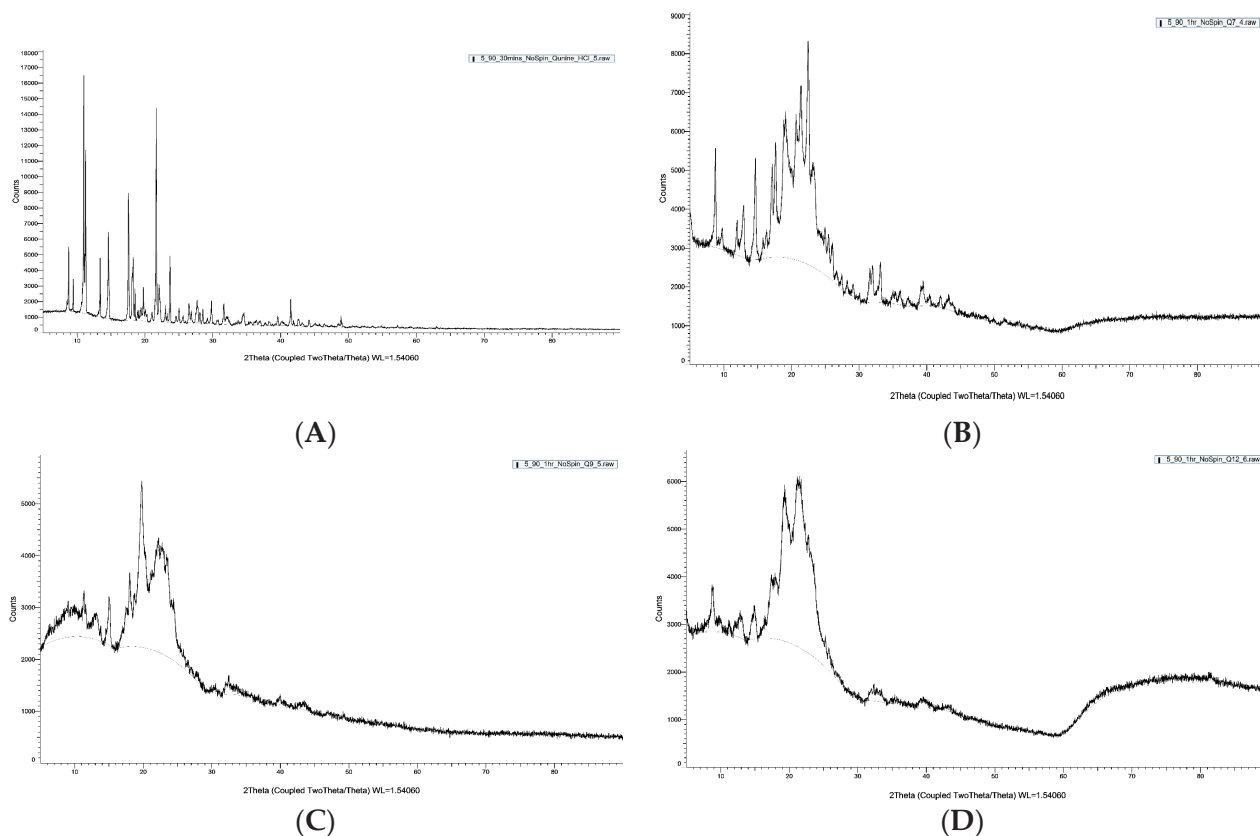 5_90_30mins_NoSpin_Qunine_HCl_5.raw
18000
17000
16000
15000
14000
13000
12000
11000
10000
9000
8000
7000
6000
5000
4000
3000
2000
1000
0
Counts
10 20 30 40 50 60 70 80
2Theta (Coupled TwoTheta/Theta) WL=1.54060
(A)
5_90_1hr_NoSpin_Q7_4.raw
9000
8000
7000
6000
5000
4000
3000
2000
1000
0
Counts
10 20 30 40 50 60 70 80
2Theta (Coupled TwoTheta/Theta) WL=1.54060
(B)
5_90_1hr_NoSpin_Q9_5.raw
5000
4000
3000
2000
1000
0
Counts
10 20 30 40 50 60 70 80
2Theta (Coupled TwoTheta/Theta) WL=1.54060
(C)
5_90_1hr_NoSpin_Q12_6.raw
6000
5000
4000
3000
2000
1000
0
Counts
10 20 30 40 50 60 70 80
2Theta (Coupled TwoTheta/Theta) WL=1.54060
(D)